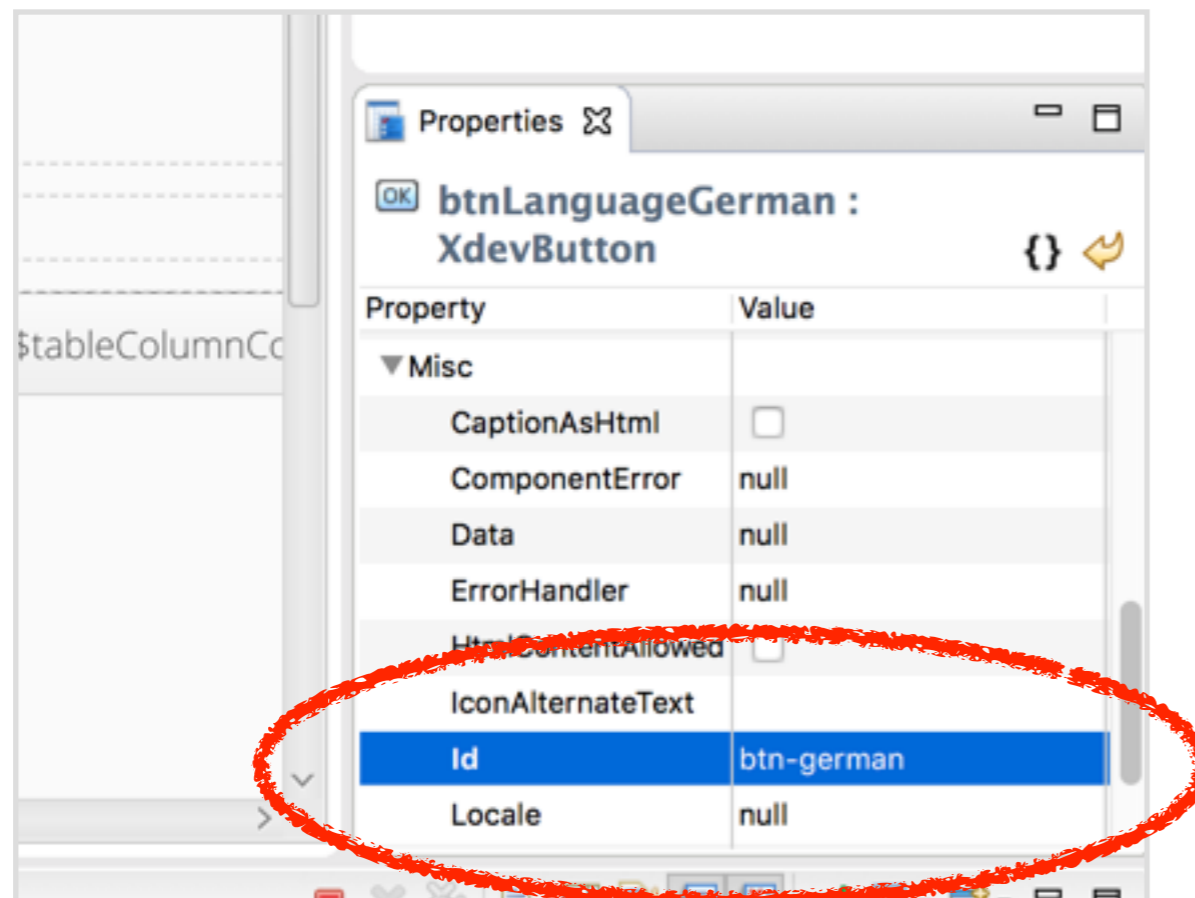 Properties
OK btnLanguageGerman :
XdevButton
{}
Property Value
$tableColumnCo
Misc
CaptionAsHtml
ComponentError null
Data null
ErrorHandler null
HtmlContentAllowed
IconAlternateText
Id btn-german
Locale null